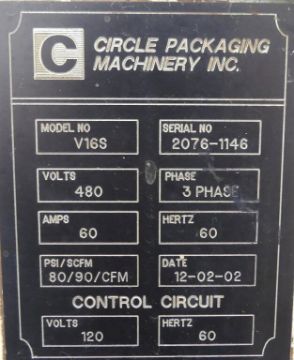 C CIRCLE PACKAGING
MACHINERY INC.
MODEL NO SERIAL NO
V16S 2076-1146
VOLTS PHASE
480 3 PHASE
AMPS HERTZ
60 60
PSI/SCFM DATE
80/90/CFM 12-02-02
CONTROL CIRCUIT
VOLTS HERTZ
120 60